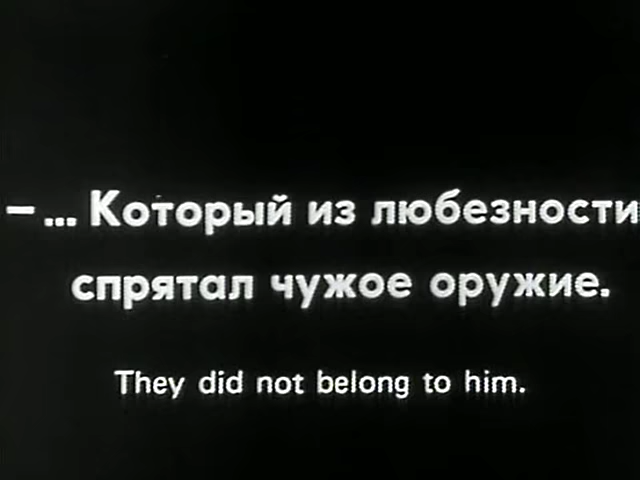 –... Который из любезности
спрятал чужое оружие.
They did not belong to him.